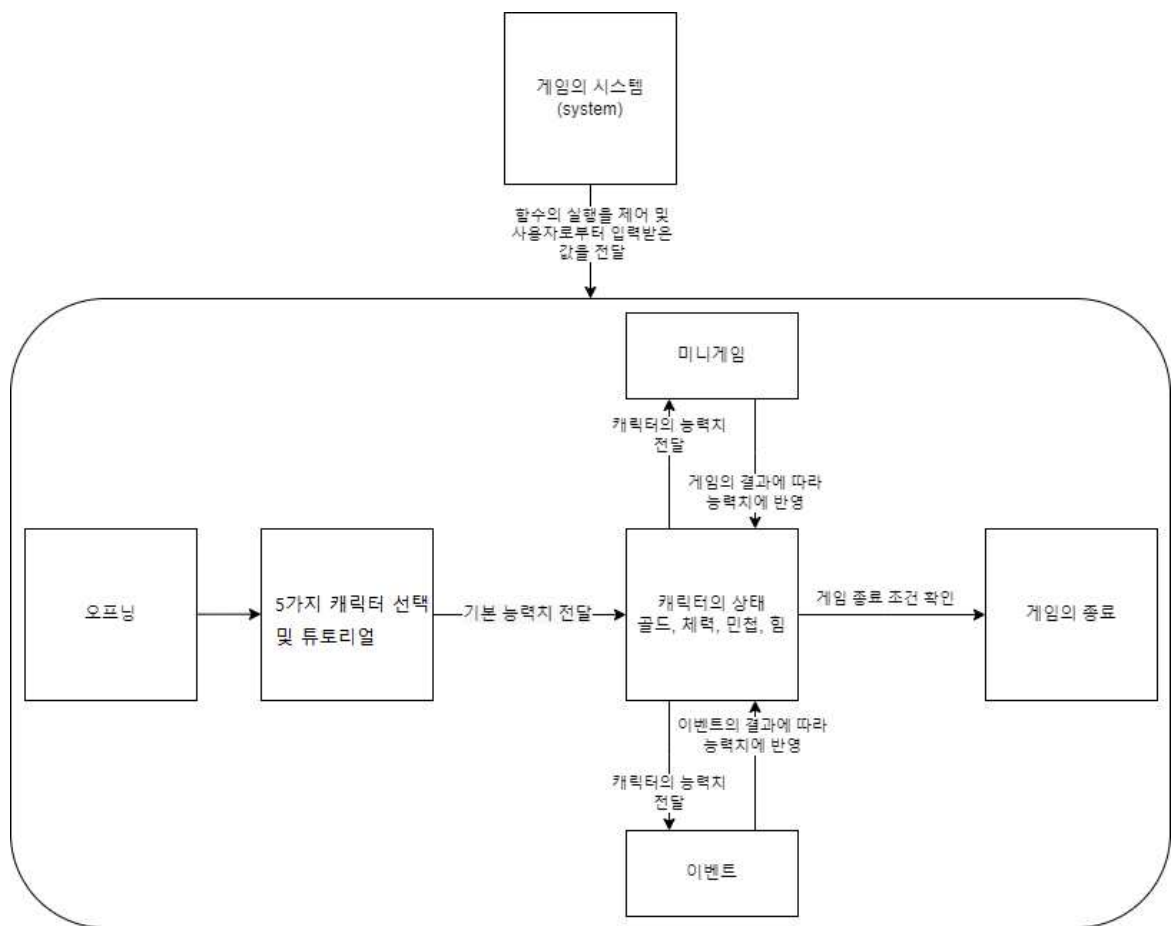 게임의 시스템
(system)
함수의 실행을 제어 및
사용자로부터 입력받은
값을 전달
미니게임
캐릭터의 능력치
전달
게임의 결과에 따라
능력치에 반영
오프닝
5가지 캐릭터 선택
및 튜토리얼
기본 능력치 전달
캐릭터의 상태
골드, 체력, 민첩, 힘
게임 종료 조건 확인
게임의 종료
이벤트의 결과에 따라
능력치에 반영
캐릭터의 능력치
전달
이벤트